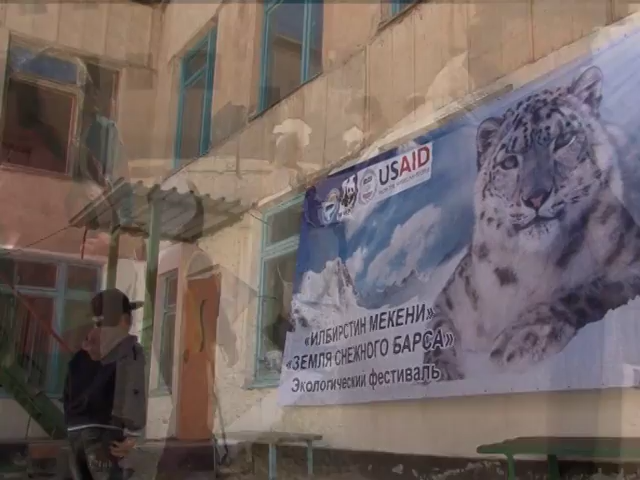 USAID
«ИЛБИРСТИН МЕКЕНИ»
«ЗЕМЛЯ СНЕЖНОГО БАРСА»
Экологический фестиваль